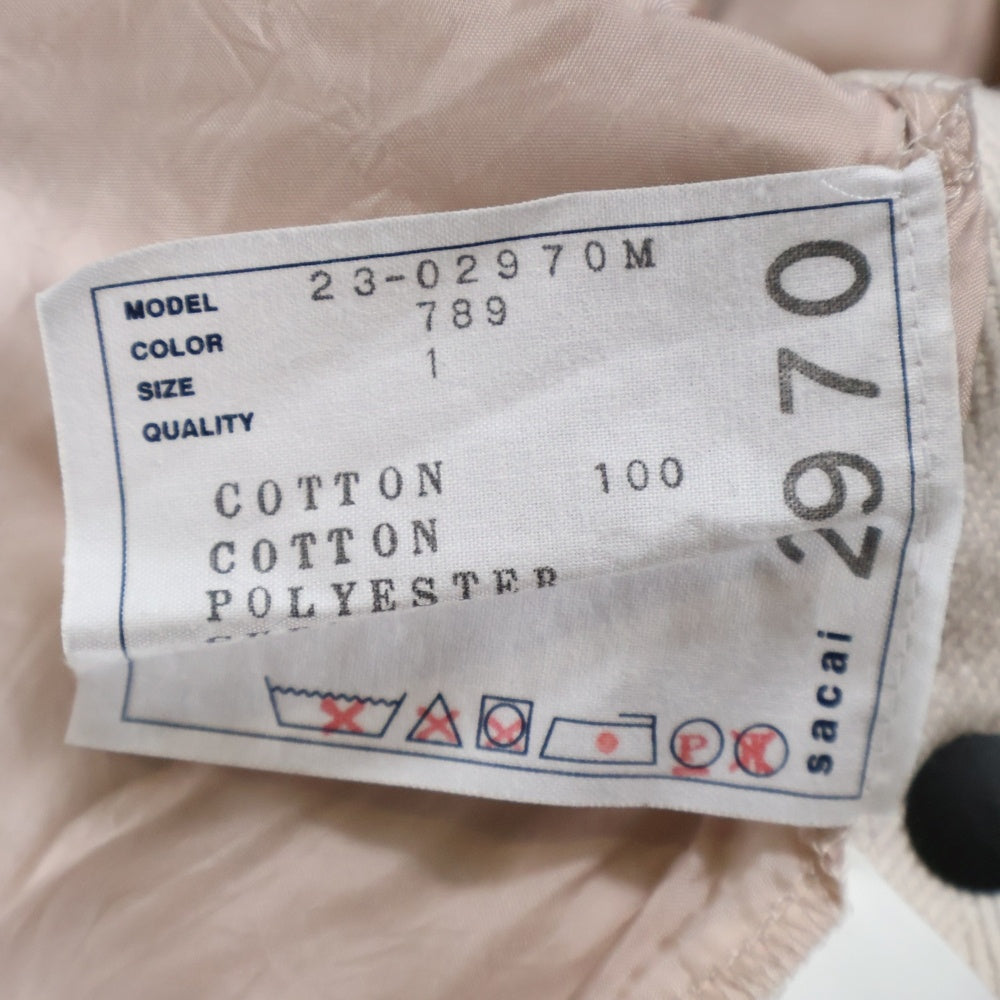 MODEL 23-02970M
COLOR 789
SIZE 1
QUALITY
COTTON 100
COTTON
POLYESTER
P
2970
sacai